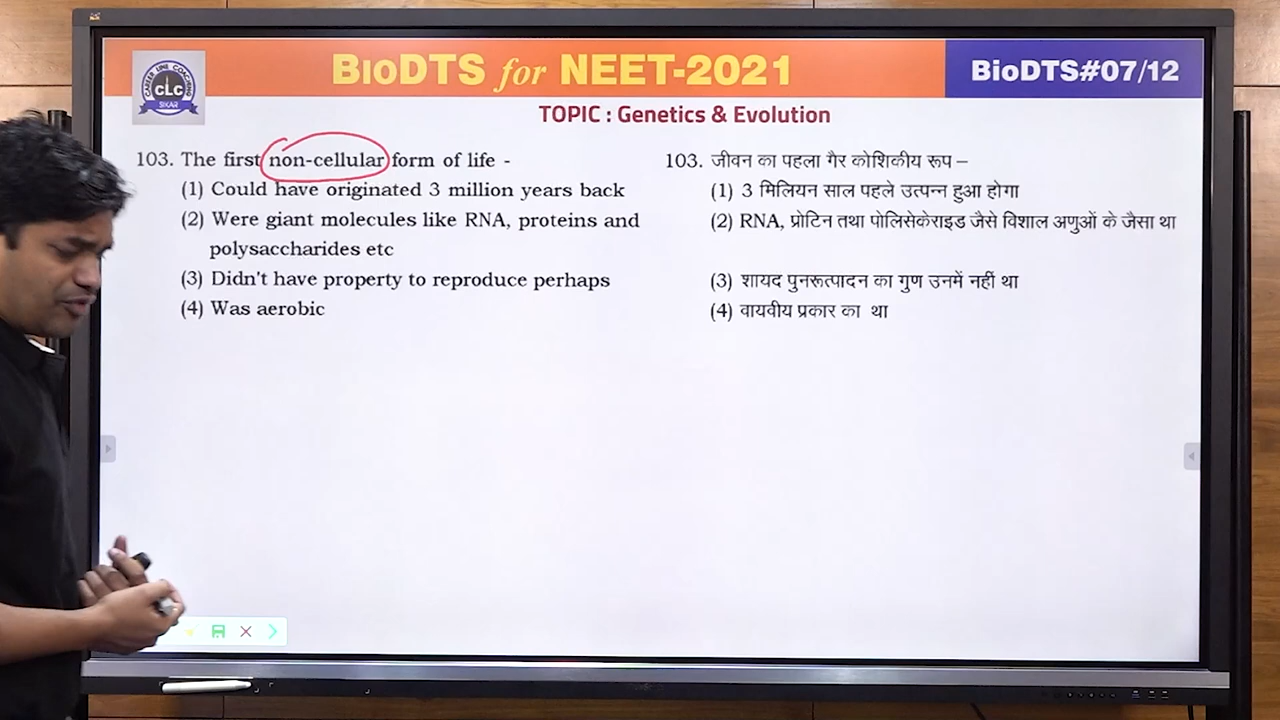 CAREER LINE COACHING
CLC
SIKAR
BIODTS for NEET-2021
BioDTS#07/12
TOPIC : Genetics & Evolution
103. The first non-cellular form of life -
(1) Could have originated 3 million years back
(2) Were giant molecules like RNA, proteins and
polysaccharides etc
(3) Didn't have property to reproduce perhaps
(4) Was aerobic
103. जीवन का पहला गैर कोशिकीय रूप –
(1) 3 मिलियन साल पहले उत्पन्न हुआ होगा
(2) RNA, प्रोटिन तथा पोलिसेकेराइड जैसे विशाल अणुओं के जैसा था
(3) शायद पुनरूत्पादन का गुण उनमें नहीं था
(4) वायवीय प्रकार का था